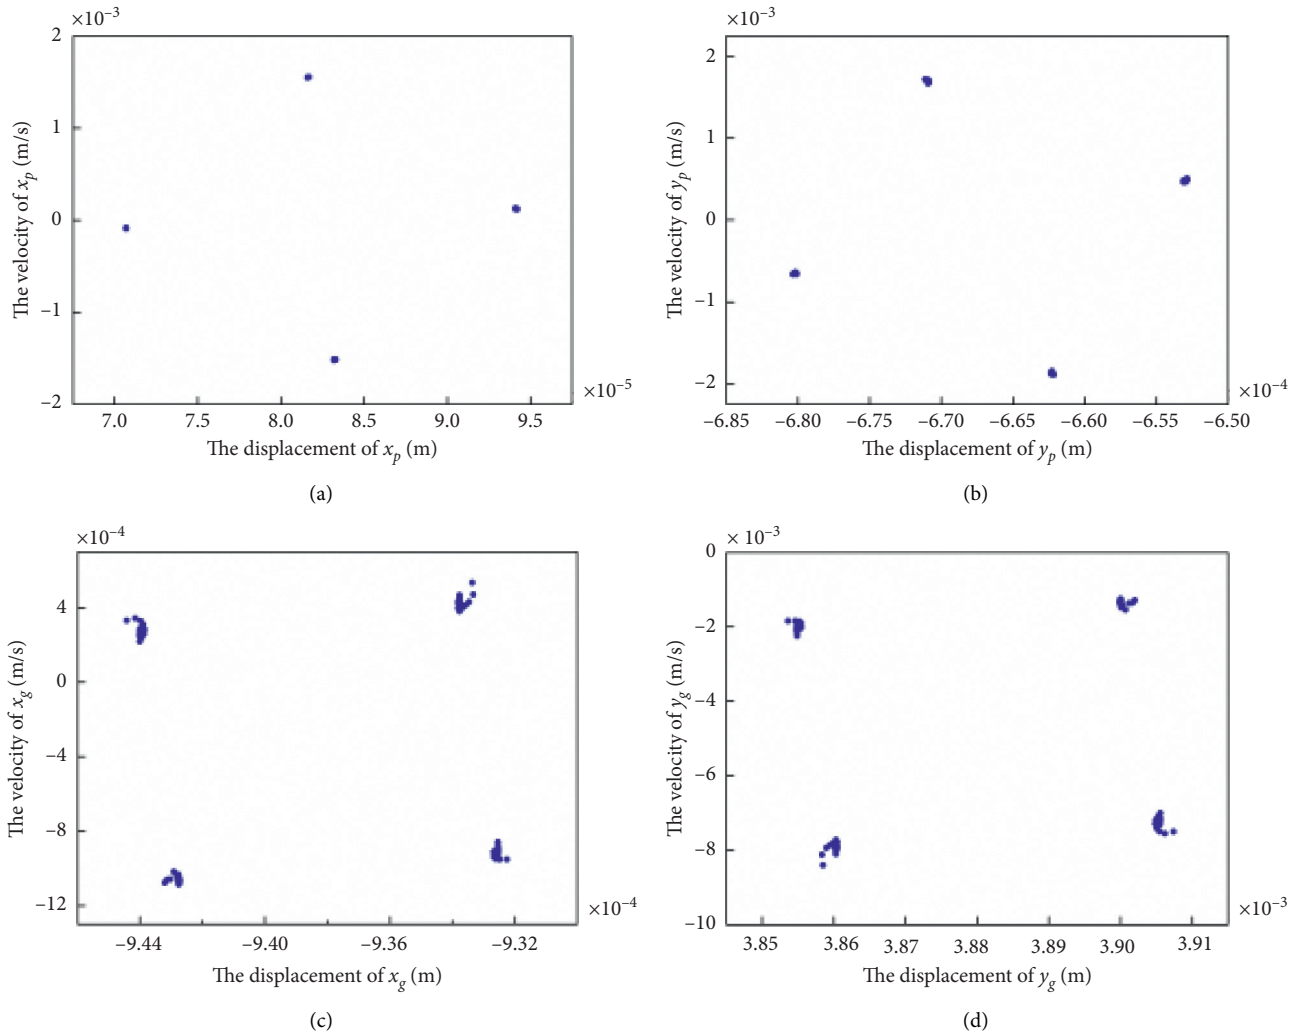 ×10⁻³
2
1
0
−1
−2
The velocity of xₚ (m/s)
7.0 7.5 8.0 8.5 9.0 9.5
×10⁻⁵
The displacement of xₚ (m)
(a)
×10⁻³
2
1
0
−1
−2
The velocity of yₚ (m/s)
−6.85 −6.80 −6.75 −6.70 −6.65 −6.60 −6.55 −6.50
×10⁻⁴
The displacement of yₚ (m)
(b)
×10⁻⁴
4
0
−4
−8
−12
The velocity of x_g (m/s)
−9.44 −9.40 −9.36 −9.32
×10⁻⁴
The displacement of x_g (m)
(c)
× 10⁻³
0
−2
−4
−6
−8
−10
The velocity of y_g (m/s)
3.85 3.86 3.87 3.88 3.89 3.90 3.91
×10⁻³
The displacement of y_g (m)
(d)